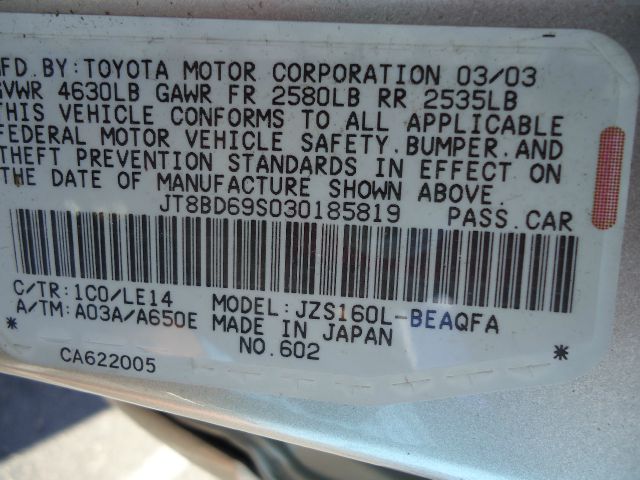 MFD. BY: TOYOTA MOTOR CORPORATION 03/03
GVWR 4630LB GAWR FR 2580LB RR 2535LB
THIS VEHICLE CONFORMS TO ALL APPLICABLE
FEDERAL MOTOR VEHICLE SAFETY, BUMPER, AND
THEFT PREVENTION STANDARDS IN EFFECT ON
THE DATE OF MANUFACTURE SHOWN ABOVE.
JT8BD69S030185819 PASS. CAR
C/TR: 1C0/LE14 MODEL: JZS160L-BEAQFA
A/TM: A03A/A650E MADE IN JAPAN
* NO. 602 *
CA622005